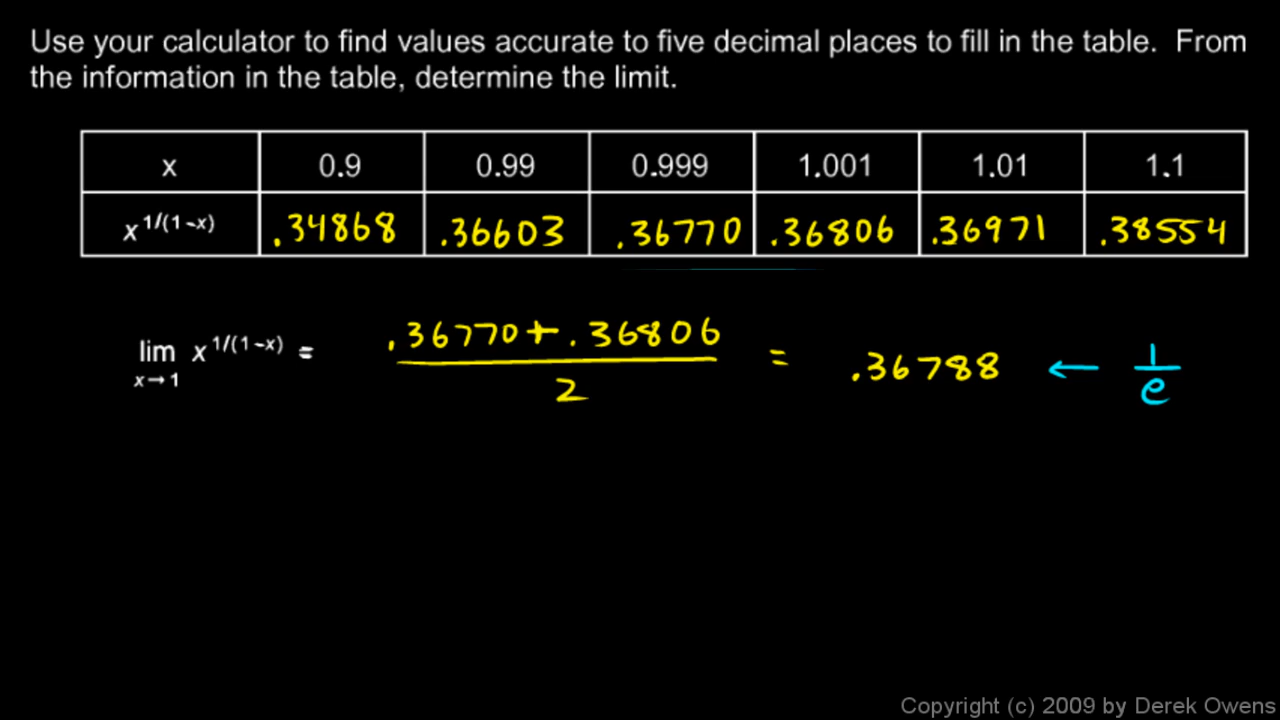 Use your calculator to find values accurate to five decimal places to fill in the table. From
the information in the table, determine the limit.
x 0.9 0.99 0.999 1.001 1.01 1.1
x^1/(1-x) .34868 .36603 .36770 .36806 .36971 .38554
lim x→1 x^1/(1-x) = .36770+.36806 / 2 = .36788 ← 1/e
Copyright (c) 2009 by Derek Owens